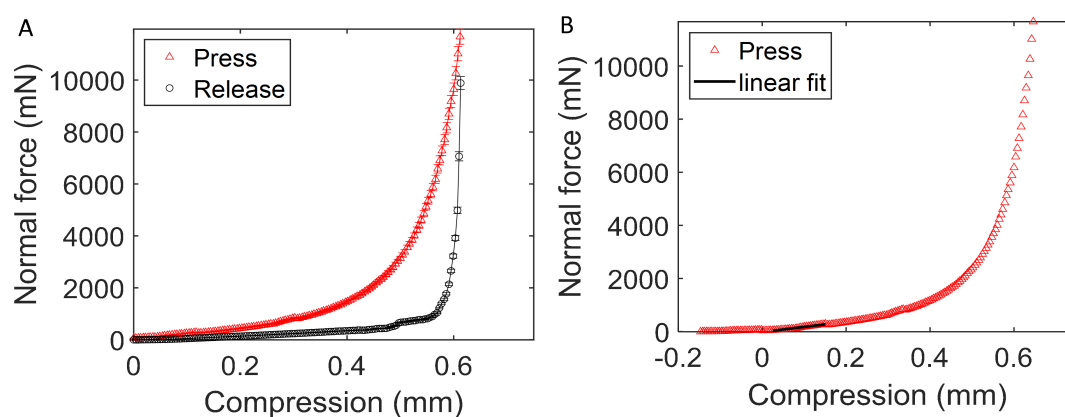 A
Press
Release
10000
8000
6000
4000
2000
0
Normal force (mN)
0
0.2
0.4
0.6
Compression (mm)
B
Press
linear fit
10000
8000
6000
4000
2000
0
Normal force (mN)
-0.2
0
0.2
0.4
0.6
Compression (mm)